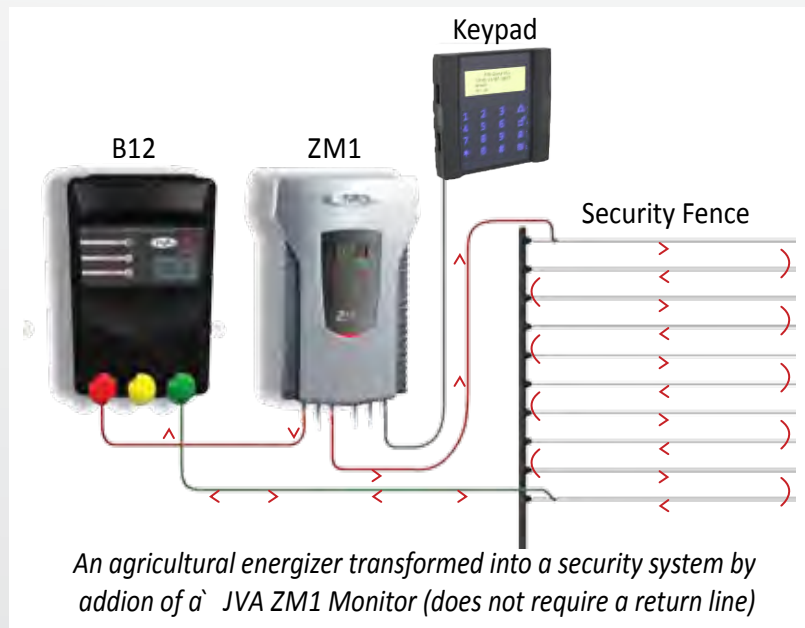 Keypad
B12
ZM1
Security Fence
An agricultural energizer transformed into a security system by
addion of a` JVA ZM1 Monitor (does not require a return line)